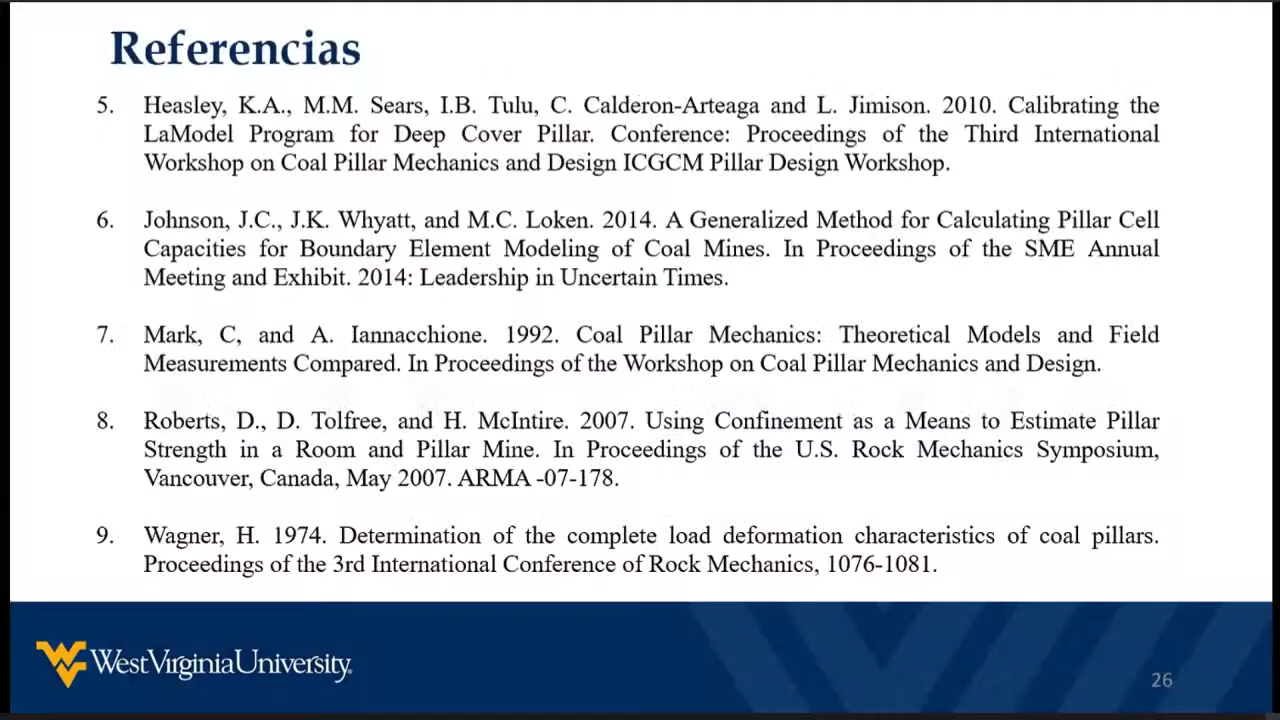 Referencias
5. Heasley, K.A., M.M. Sears, I.B. Tulu, C. Calderon-Arteaga and L. Jimison. 2010. Calibrating the
LaModel Program for Deep Cover Pillar. Conference: Proceedings of the Third International
Workshop on Coal Pillar Mechanics and Design ICGCM Pillar Design Workshop.
6. Johnson, J.C., J.K. Whyatt, and M.C. Loken. 2014. A Generalized Method for Calculating Pillar Cell
Capacities for Boundary Element Modeling of Coal Mines. In Proceedings of the SME Annual
Meeting and Exhibit. 2014: Leadership in Uncertain Times.
7. Mark, C, and A. Iannacchione. 1992. Coal Pillar Mechanics: Theoretical Models and Field
Measurements Compared. In Proceedings of the Workshop on Coal Pillar Mechanics and Design.
8. Roberts, D., D. Tolfree, and H. McIntire. 2007. Using Confinement as a Means to Estimate Pillar
Strength in a Room and Pillar Mine. In Proceedings of the U.S. Rock Mechanics Symposium,
Vancouver, Canada, May 2007. ARMA -07-178.
9. Wagner, H. 1974. Determination of the complete load deformation characteristics of coal pillars.
Proceedings of the 3rd International Conference of Rock Mechanics, 1076-1081.
WV WestVirginiaUniversity.
26